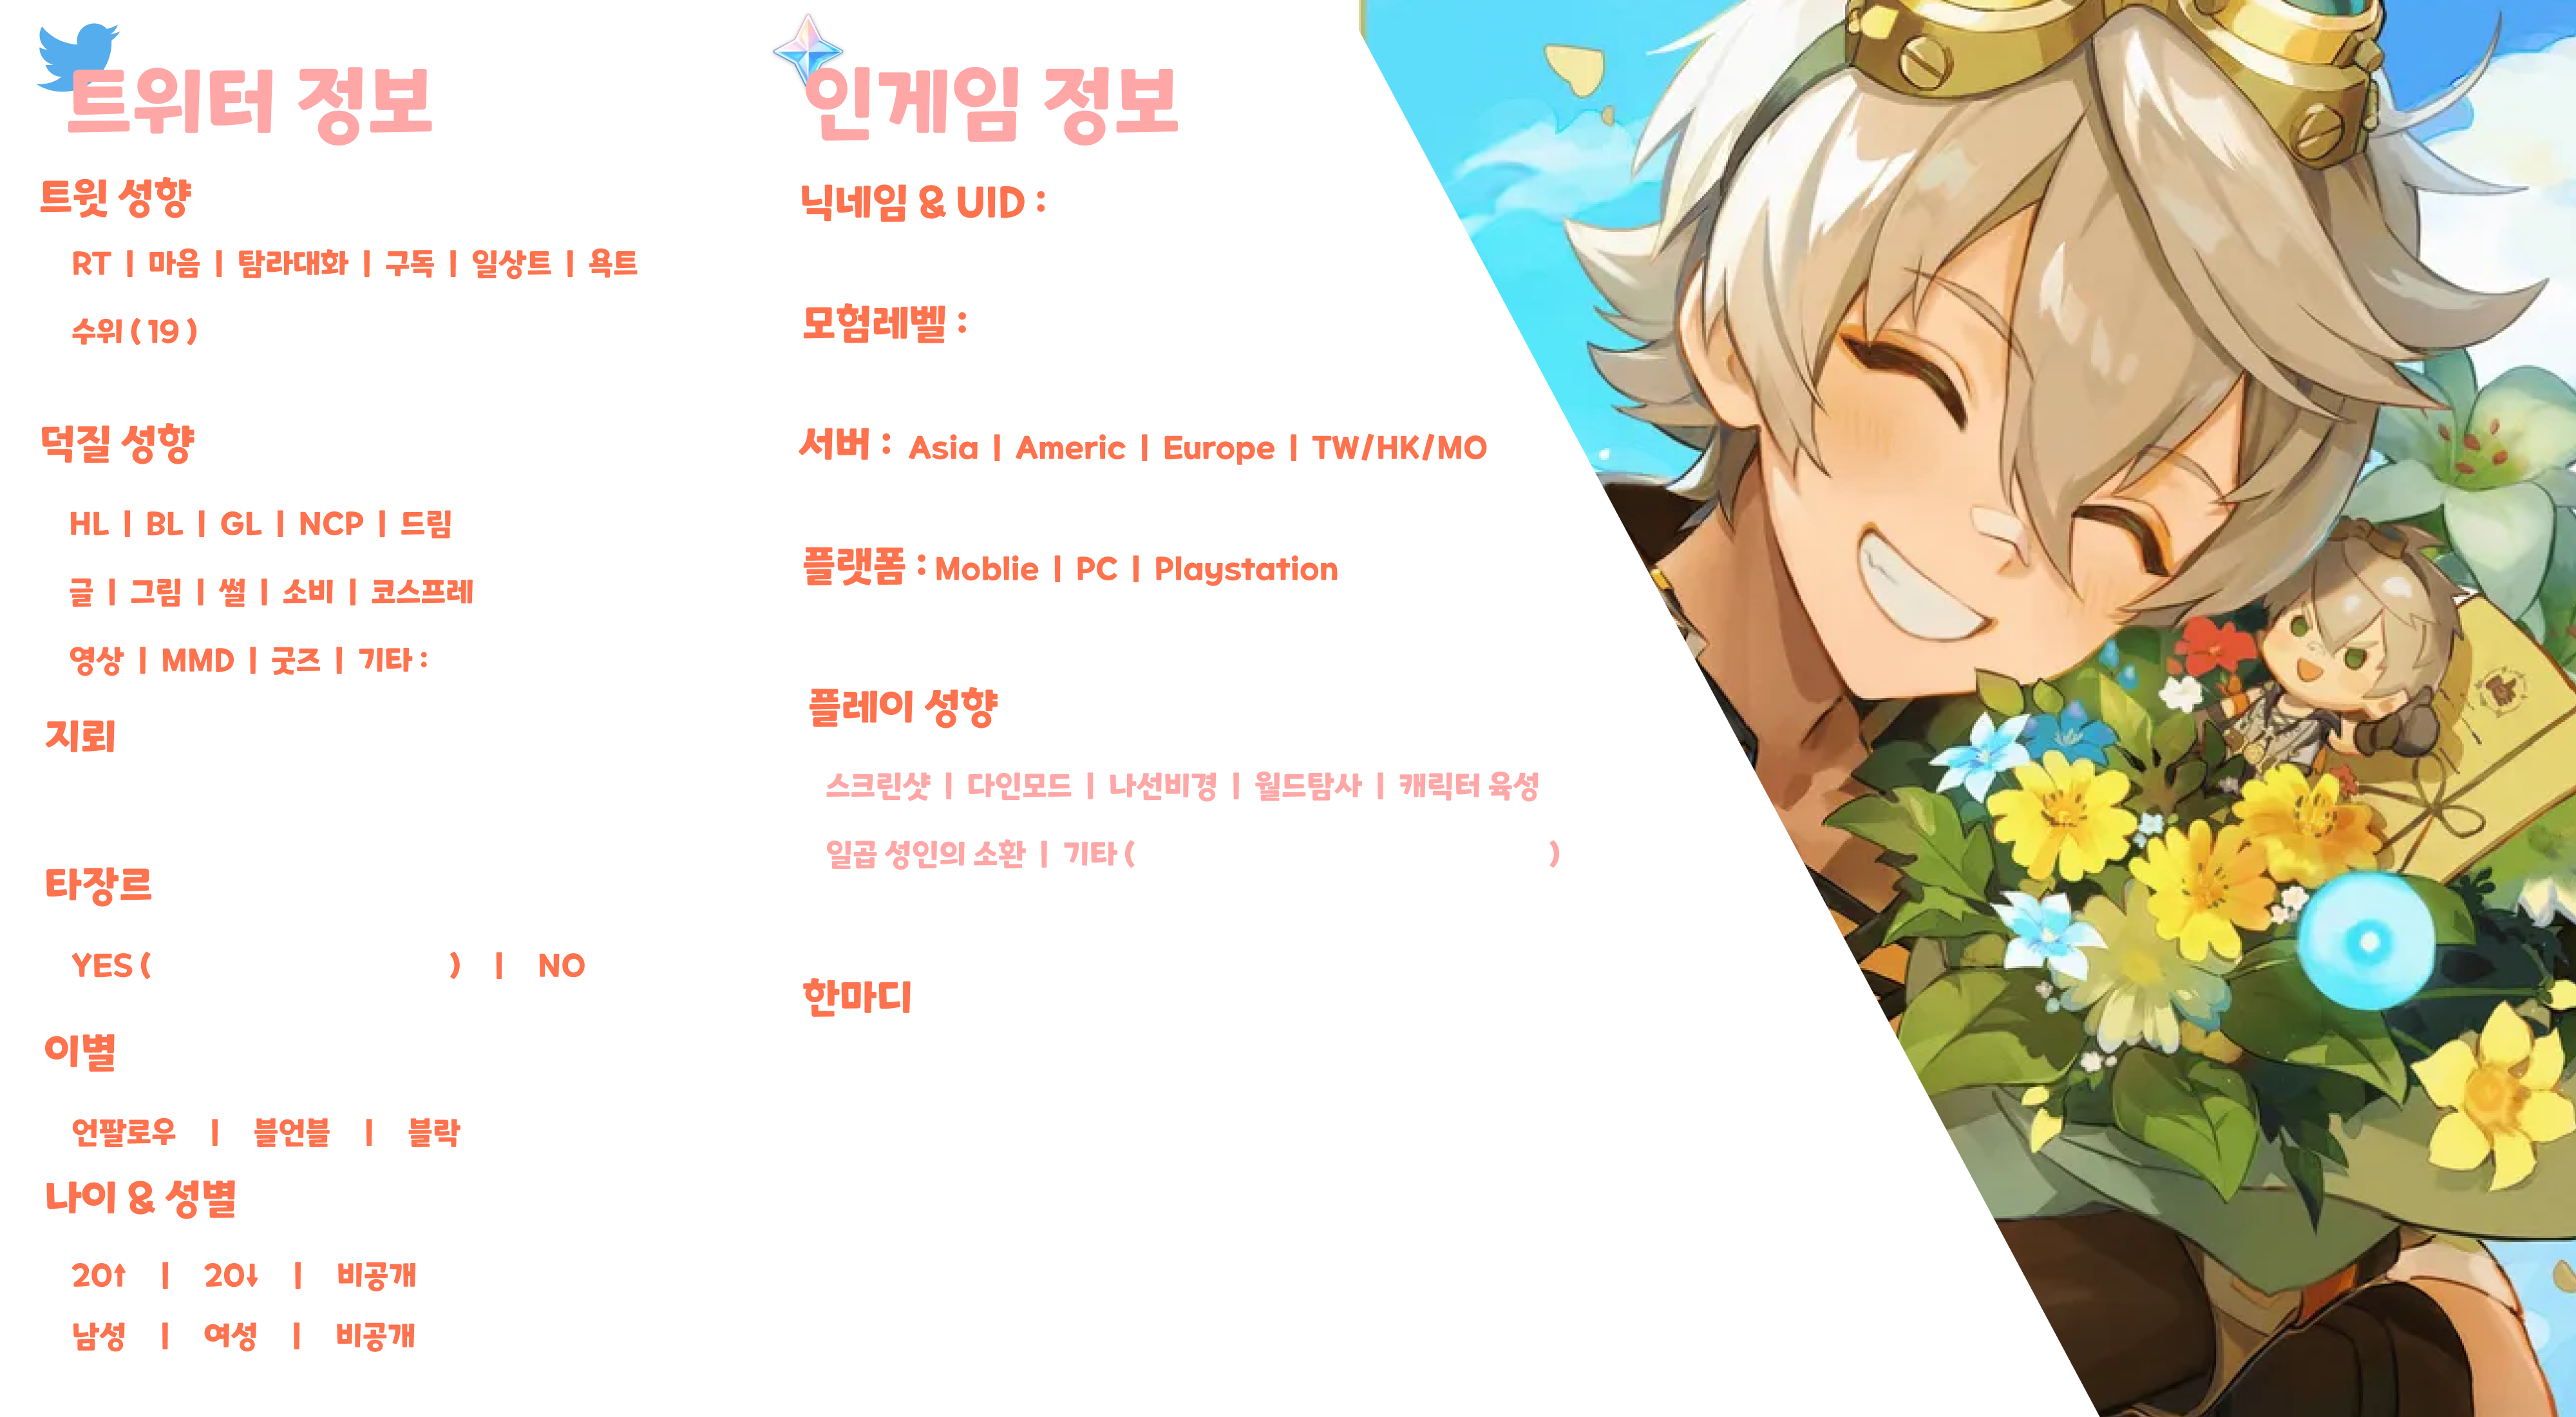 트위터 정보
트윗 성향
RT | 마음 | 탐라대화 | 구독 | 일상트 | 욕트
수위 ( 19 )
덕질 성향
HL | BL | GL | NCP | 드림
글 | 그림 | 썰 | 소비 | 코스프레
영상 | MMD | 굿즈 | 기타 :
지뢰
타장르
YES ( ) | NO
이별
언팔로우 | 블언블 | 블락
나이 & 성별
20↑ | 20↓ | 비공개
남성 | 여성 | 비공개
인게임 정보
닉네임 & UID :
모험레벨 :
서버 : Asia | Americ | Europe | TW/HK/MO
플랫폼 : Moblie | PC | Playstation
플레이 성향
스크린샷 | 다인모드 | 나선비경 | 월드탐사 | 캐릭터 육성
일곱 성인의 소환 | 기타 ( )
한마디